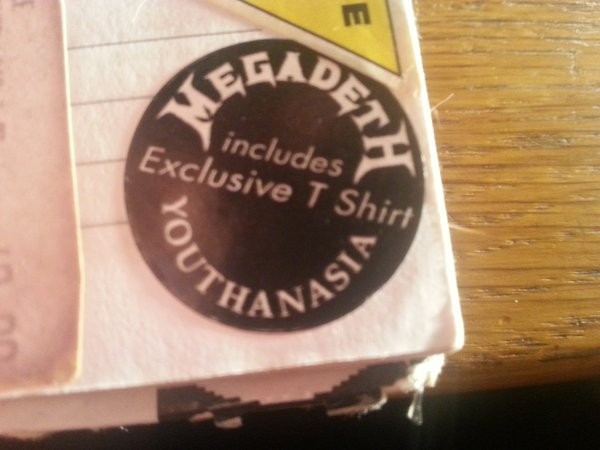 E
MEGADETH
includes
Exclusive T Shirt
YOUTHANASIA